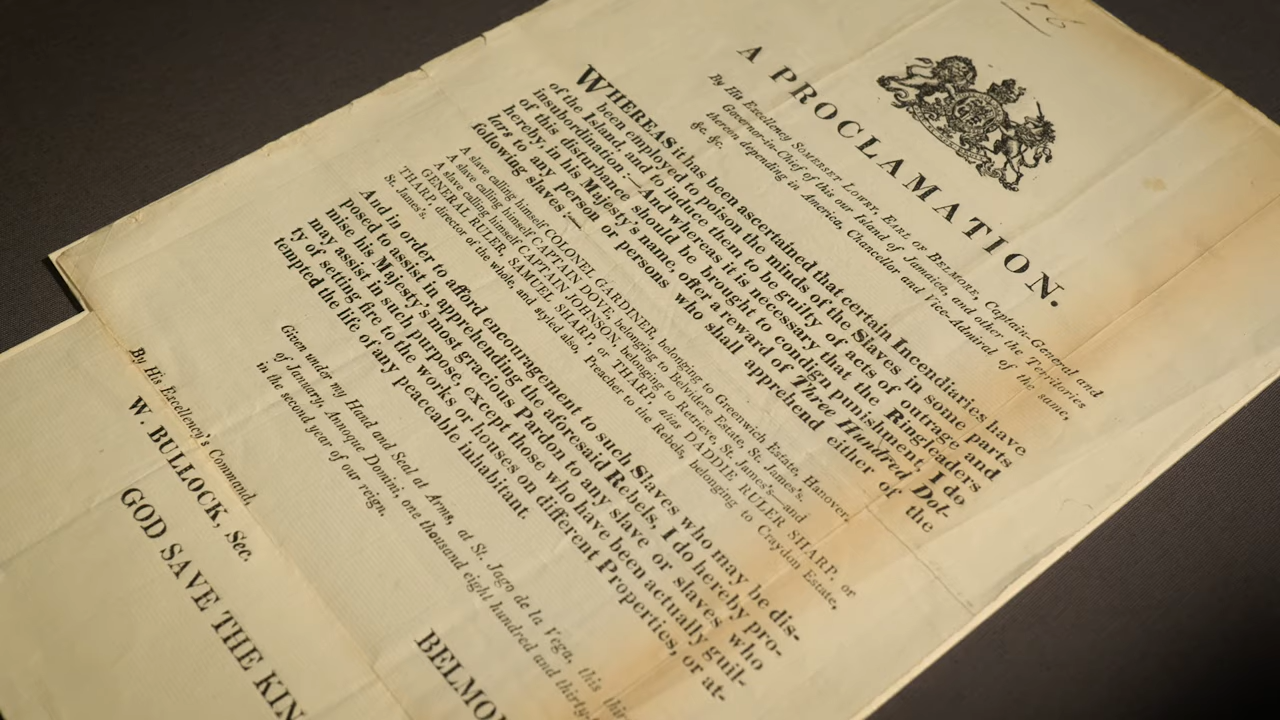 A PROCLAMATION.
By His Excellency SOMERSET LOWRY, EARL OF BELMORE, Captain-General and
Governor-in-Chief of this our Island of Jamaica, and other the Territories
thereon depending in America, Chancellor and Vice-Admiral of the same,
&c. &c.
WHEREAS it has been ascertained that certain Incendiaries have
been employed to poison the minds of the Slaves in some parts
of the Island, and to induce them to be guilty of acts of outrage and
insubordination:—And whereas it is necessary that the Ringleaders
of this disturbance should be brought to condign punishment, I do
hereby, in his Majesty's name, offer a reward of Three Hundred Dol-
lars to any person or persons who shall apprehend either of the
following slaves:—
A slave calling himself COLONEL GARDINER, belonging to Greenwich Estate, Hanover,
A slave calling himself CAPTAIN DOVE, belonging to Belvidere Estate, St. James's.
A slave calling himself CAPTAIN JOHNSON, belonging to Retrieve, St. James's—and
GENERAL RULER, SAMUEL SHARP, or THARP, alias DADDIE RULER SHARP, or
THARP, director of the whole, and styled also, Preacher to the Rebels, belonging to Craydon Estate,
St. James's.
And in order to afford encouragement to such Slaves who may be dis-
posed to assist in apprehending the aforesaid Rebels, I do hereby pro-
mise his Majesty's most gracious Pardon to any slave or slaves who
may assist in such purpose, except those who have been actually guil-
ty of setting fire to the works or houses on different Properties, or at-
tempted the life of any peaceable inhabitant.
Given under my Hand and Seal at Arms, at St. Jago de la Vega, this
of January, Annoque Domini, one thousand eight hundred and
in the second year of our reign.
By His Excellency's Command,
W. BULLOCK, Sec.
GOD SAVE THE KIN